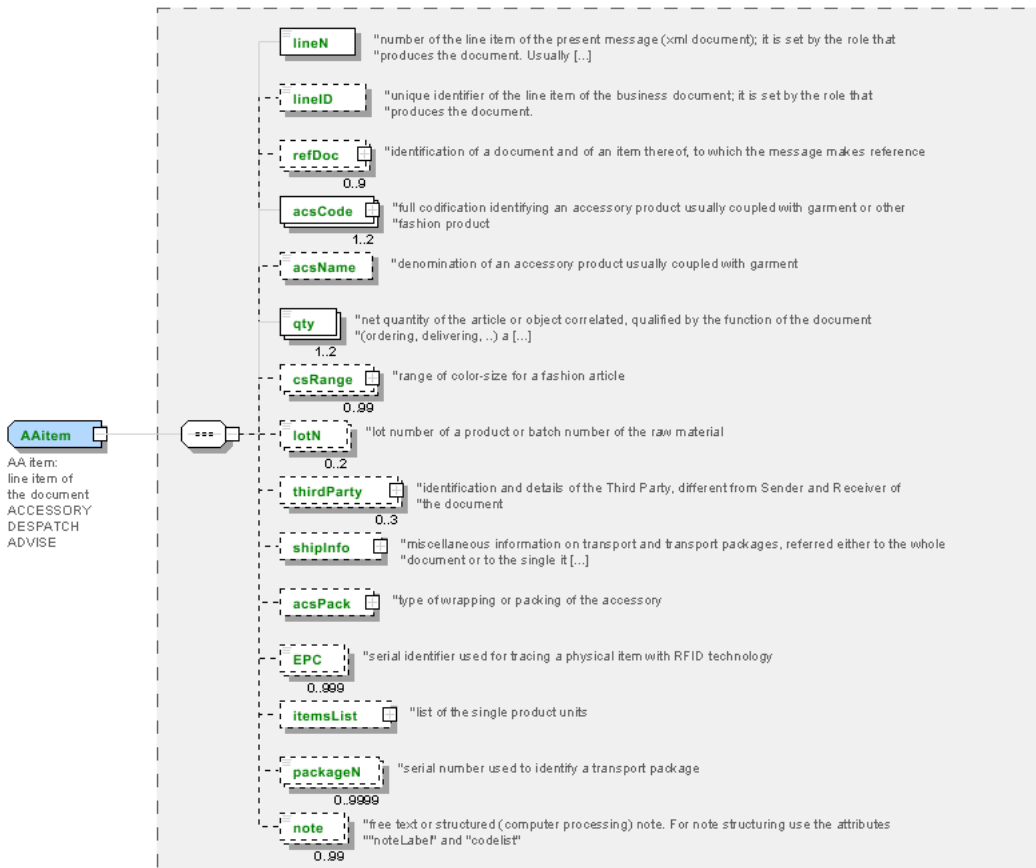 lineN
"number of the line item of the present message (xml document); it is set by the role that
"produces the document. Usually [...]
lineID
"unique identifier of the line item of the business document; it is set by the role that
"produces the document.
refDoc
"identification of a document and of an item thereof, to which the message makes reference
0..9
acsCode
"full codification identifying an accessory product usually coupled with garment or other
"fashion product
1..2
acsName
"denomination of an accessory product usually coupled with garment
qty
"net quantity of the article or object correlated, qualified by the function of the document
"(ordering, delivering, ..) a [...]
1..2
csRange
"range of color-size for a fashion article
0..99
AAitem
lotN
"lot number of a product or batch number of the raw material
0..2
AA item:
line item of
the document
ACCESSORY
DESPATCH
ADVISE
thirdParty
"identification and details of the Third Party, different from Sender and Receiver of
"the document
0..3
shipInfo
"miscellaneous information on transport and transport packages, referred either to the whole
"document or to the single it [...]
acsPack
"type of wrapping or packing of the accessory
EPC
"serial identifier used for tracing a physical item with RFID technology
0..999
itemsList
"list of the single product units
packageN
"serial number used to identify a transport package
0..9999
note
"free text or structured (computer processing) note. For note structuring use the attributes
""noteLabel" and "codelist"
0..99